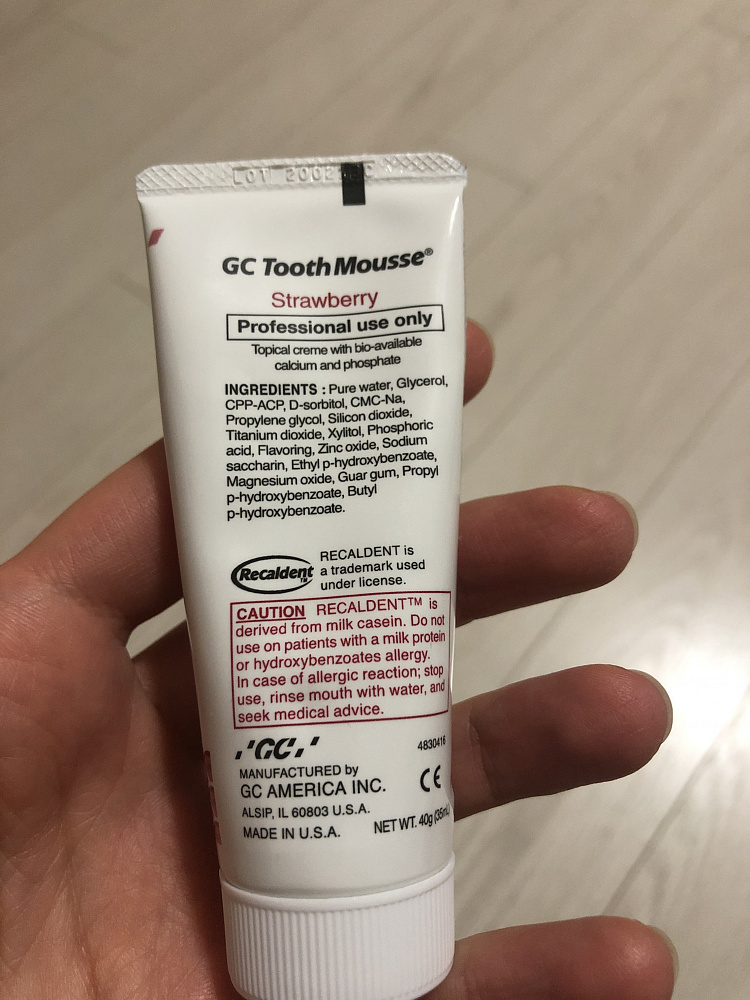 LOT 2002
GC Tooth Mousse®
Strawberry
Professional use only
Topical creme with bio-available
calcium and phosphate
INGREDIENTS : Pure water, Glycerol,
CPP-ACP, D-sorbitol, CMC-Na,
Propylene glycol, Silicon dioxide,
Titanium dioxide, Xylitol, Phosphoric
acid, Flavoring, Zinc oxide, Sodium
saccharin, Ethyl p-hydroxybenzoate,
Magnesium oxide, Guar gum, Propyl
p-hydroxybenzoate, Butyl
p-hydroxybenzoate.
Recaldent™
RECALDENT is
a trademark used
under license.
CAUTION RECALDENT™ is
derived from milk casein. Do not
use on patients with a milk protein
or hydroxybenzoates allergy.
In case of allergic reaction; stop
use, rinse mouth with water, and
seek medical advice.
'GC,'
4830416
MANUFACTURED by
GC AMERICA INC.
CE
ALSIP, IL 60803 U.S.A.
MADE IN U.S.A.
NET WT. 40g (35mL)